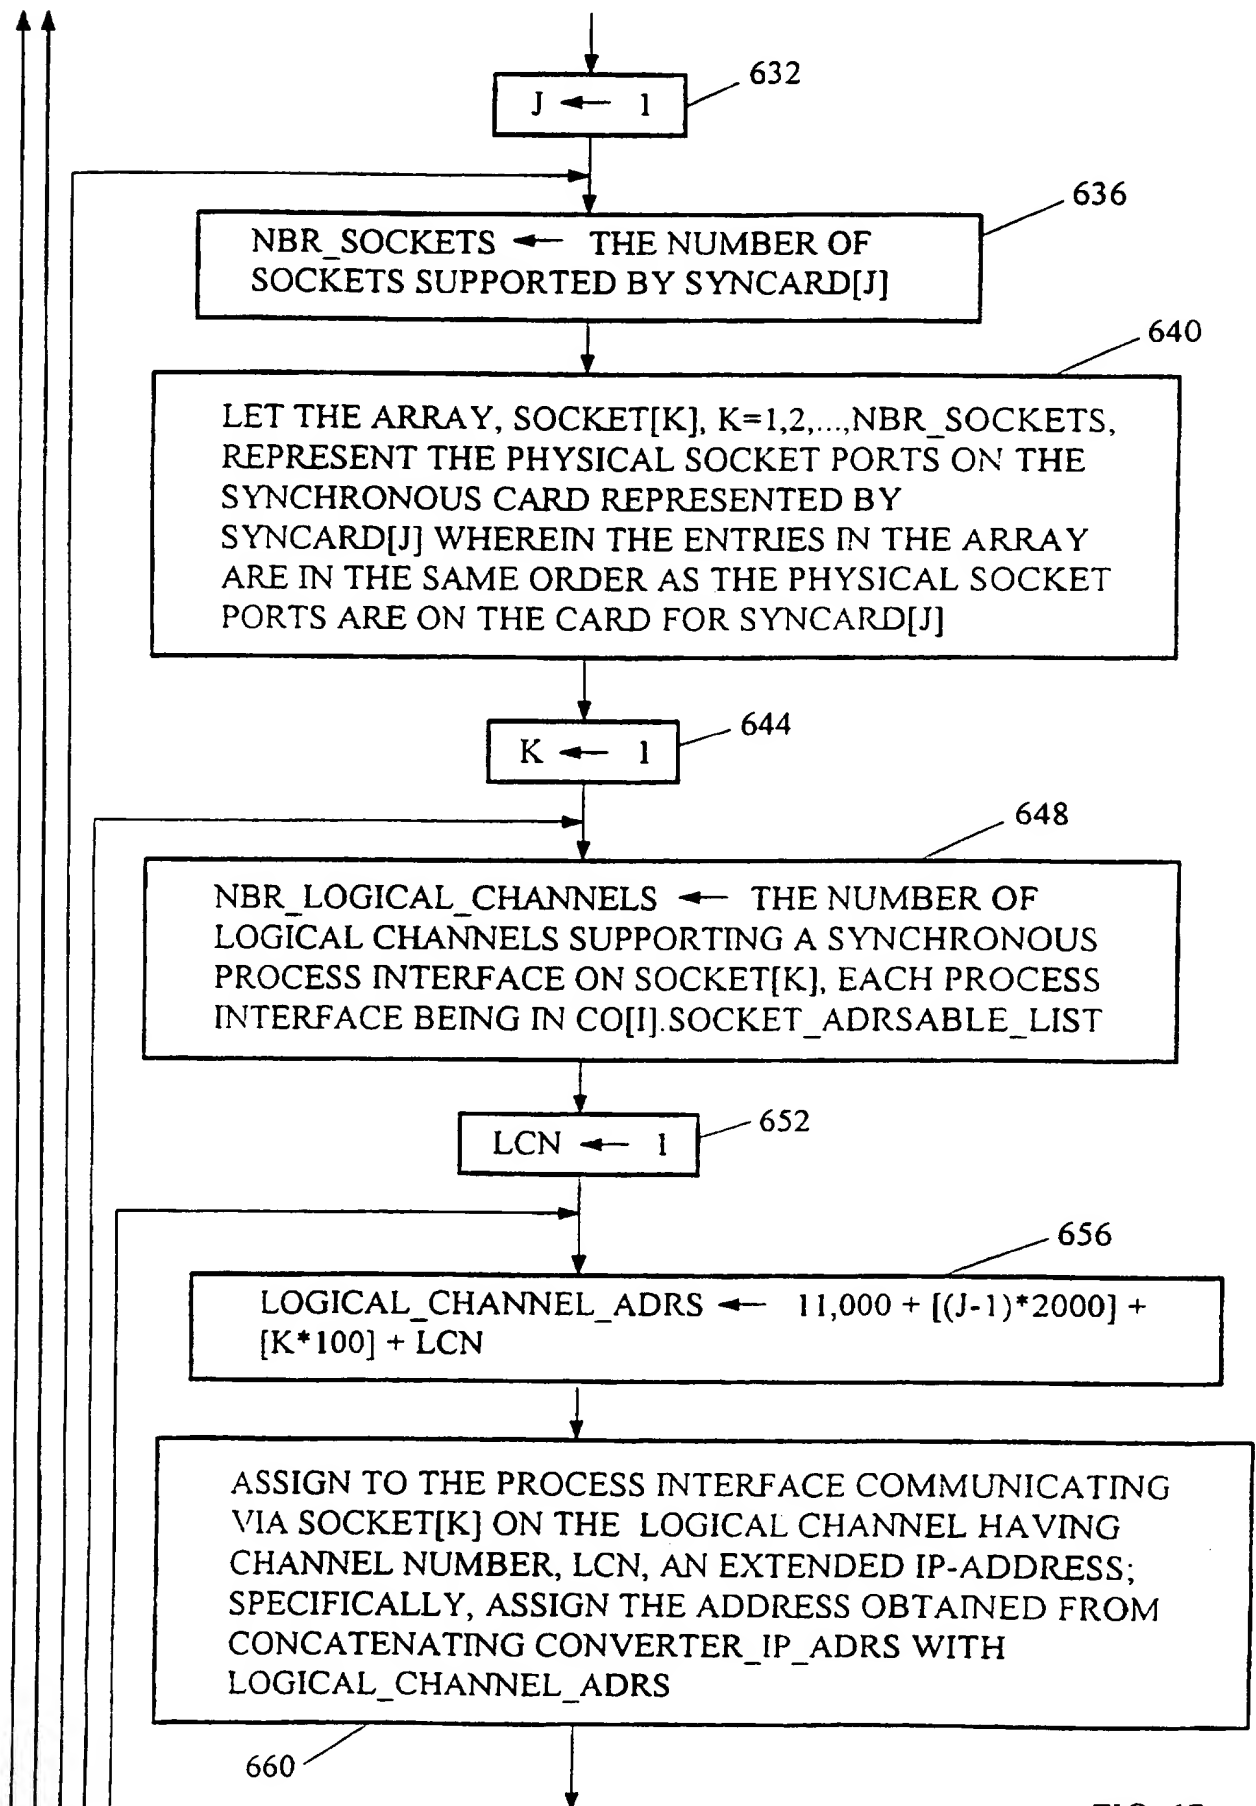 632
J ← 1
636
NBR_SOCKETS ← THE NUMBER OF
SOCKETS SUPPORTED BY SYNCARD[J]
640
LET THE ARRAY, SOCKET[K], K=1,2,...,NBR_SOCKETS,
REPRESENT THE PHYSICAL SOCKET PORTS ON THE
SYNCHRONOUS CARD REPRESENTED BY
SYNCARD[J] WHEREIN THE ENTRIES IN THE ARRAY
ARE IN THE SAME ORDER AS THE PHYSICAL SOCKET
PORTS ARE ON THE CARD FOR SYNCARD[J]
644
K ← 1
648
NBR_LOGICAL_CHANNELS ← THE NUMBER OF
LOGICAL CHANNELS SUPPORTING A SYNCHRONOUS
PROCESS INTERFACE ON SOCKET[K], EACH PROCESS
INTERFACE BEING IN CO[I].SOCKET_ADRSABLE_LIST
652
LCN ← 1
656
LOGICAL_CHANNEL_ADRS ← 11,000 + [(J-1)*2000] +
[K*100] + LCN
ASSIGN TO THE PROCESS INTERFACE COMMUNICATING
VIA SOCKET[K] ON THE LOGICAL CHANNEL HAVING
CHANNEL NUMBER, LCN, AN EXTENDED IP-ADDRESS;
SPECIFICALLY, ASSIGN THE ADDRESS OBTAINED FROM
CONCATENATING CONVERTER_IP_ADRS WITH
LOGICAL_CHANNEL_ADRS
660